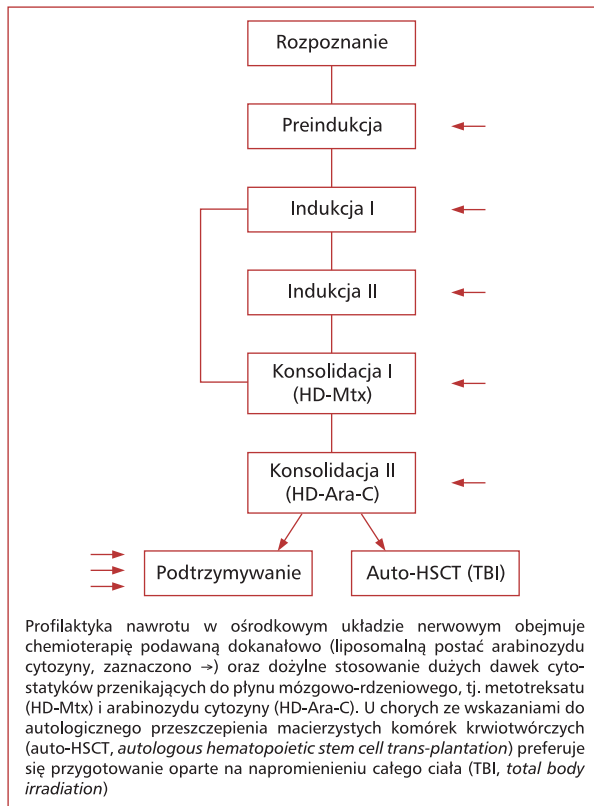 Rozpoznanie
Preindukcja
Indukcja I
Indukcja II
Konsolidacja I
(HD-Mtx)
Konsolidacja II
(HD-Ara-C)
Podtrzymywanie
Auto-HSCT (TBI)
Profilaktyka nawrotu w ośrodkowym układzie nerwowym obejmuje
chemioterapię podawaną dokanałowo (liposomalną postać arabinozydu
cytozyny, zaznaczono →) oraz dożylne stosowanie dużych dawek cyto-
statyków przenikających do płynu mózgowo-rdzeniowego, tj. metotreksatu
(HD-Mtx) i arabinozydu cytozyny (HD-Ara-C). U chorych ze wskazaniami do
autologicznego przeszczepienia macierzystych komórek krwiotwórczych
(auto-HSCT, autologous hematopoietic stem cell trans-plantation) preferuje
się przygotowanie oparte na napromienieniu całego ciała (TBI, total body
irradiation)